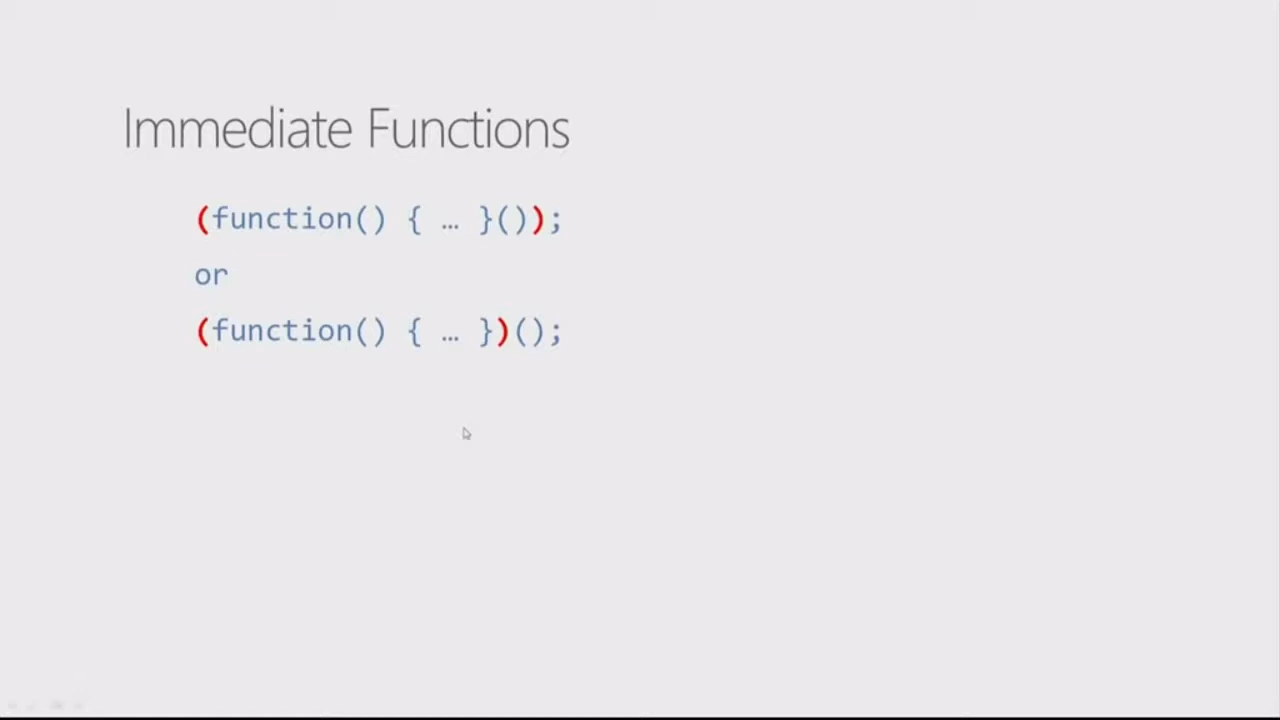 Immediate Functions
(function() { … }());
or
(function() { … })();